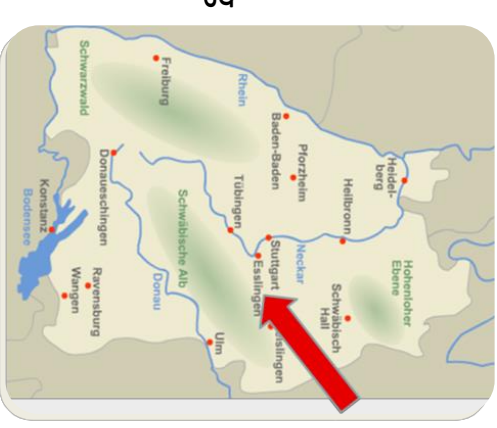 Hohenloher
Ebene
Heidel-
berg
Heilbronn
Schwäbisch
Hall
Pforzheim
Neckar
Baden-Baden
Stuttgart
Esslingen
Rhein
Tübingen
Ulm
Schwäbische Alb
Freiburg
Donau
Donaueschingen
Ravensburg
Schwarzwald
Wangen
Konstanz
Bodensee